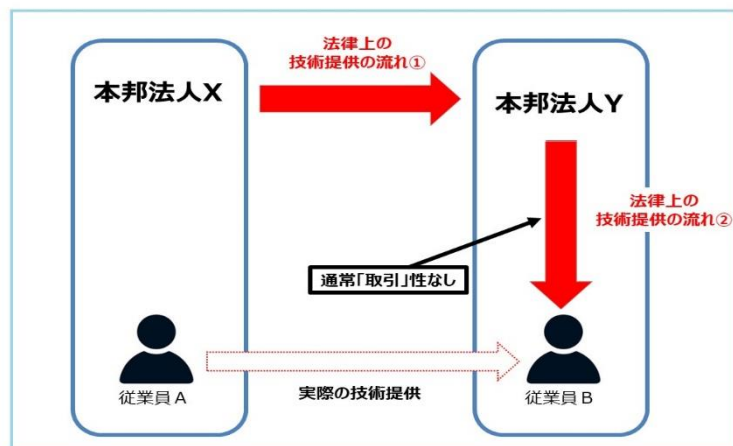 法律上の
技術提供の流れ①
本邦法人X
本邦法人Y
法律上の
技術提供の流れ②
通常「取引」性なし
実際の技術提供
従業員A
従業員B